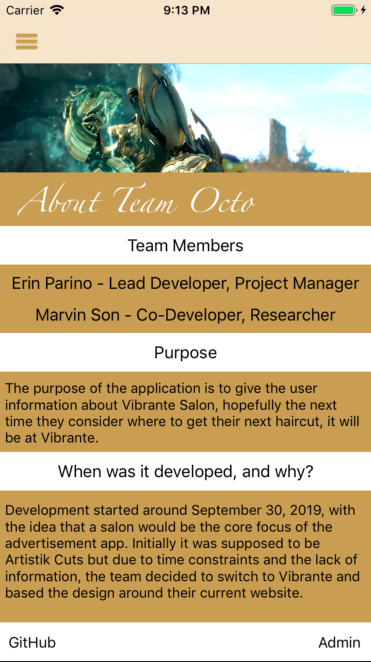 Carrier 9:13 PM
About Team Octo
Team Members
Erin Parino - Lead Developer, Project Manager
Marvin Son - Co-Developer, Researcher
Purpose
The purpose of the application is to give the user
information about Vibrante Salon, hopefully the next
time they consider where to get their next haircut, it will
be at Vibrante.
When was it developed, and why?
Development started around September 30, 2019, with
the idea that a salon would be the core focus of the
advertisement app. Initially it was supposed to be
Artistik Cuts but due to time constraints and the lack of
information, the team decided to switch to Vibrante and
based the design around their current website.
GitHub Admin